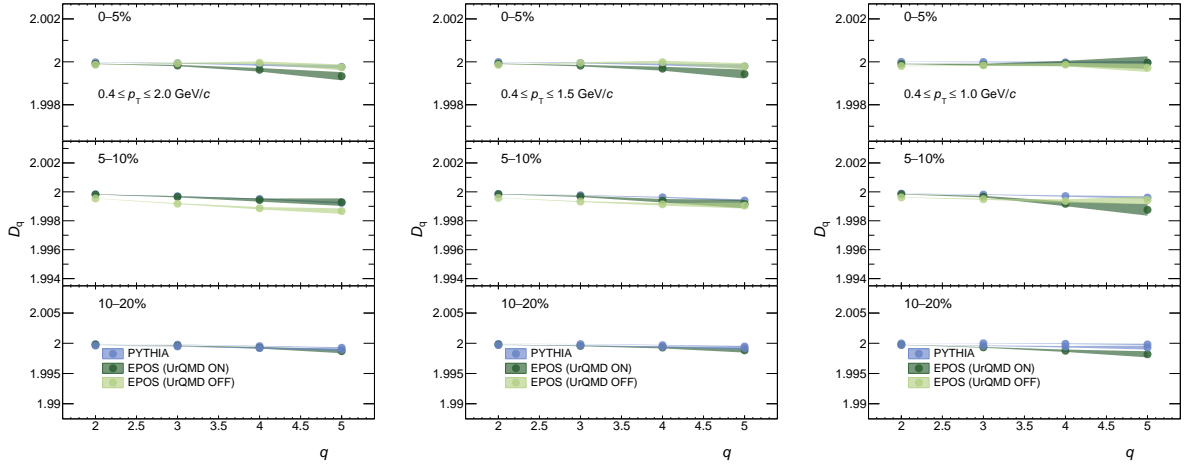 0–5%
2.002
2
1.998
0.4 ≤ pT ≤ 2.0 GeV/c
5–10%
2.002
2
1.998
1.996
1.994
Dq
10–20%
2.005
2
1.995
1.99
PYTHIA
EPOS (UrQMD ON)
EPOS (UrQMD OFF)
2 2.5 3 3.5 4 4.5 5
q
0–5%
2.002
2
1.998
0.4 ≤ pT ≤ 1.5 GeV/c
5–10%
2.002
2
1.998
1.996
1.994
Dq
10–20%
2.005
2
1.995
1.99
PYTHIA
EPOS (UrQMD ON)
EPOS (UrQMD OFF)
2 2.5 3 3.5 4 4.5 5
q
0–5%
2.002
2
1.998
0.4 ≤ pT ≤ 1.0 GeV/c
5–10%
2.002
2
1.998
1.996
1.994
Dq
10–20%
2.005
2
1.995
1.99
PYTHIA
EPOS (UrQMD ON)
EPOS (UrQMD OFF)
2 2.5 3 3.5 4 4.5 5
q